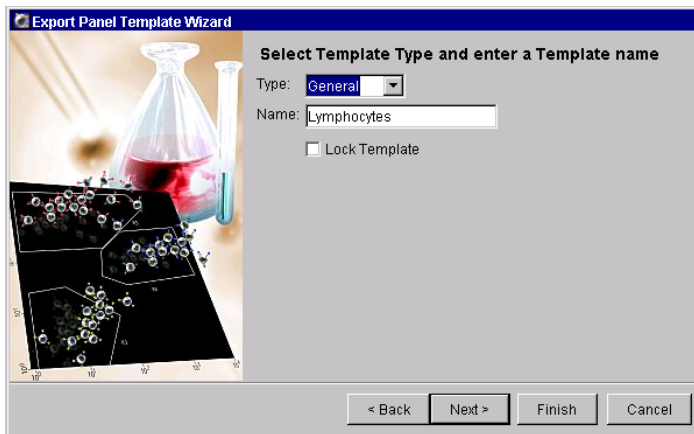 Export Panel Template Wizard
Select Template Type and enter a Template name
Type: General
Name: Lymphocytes
Lock Template
< Back Next > Finish Cancel